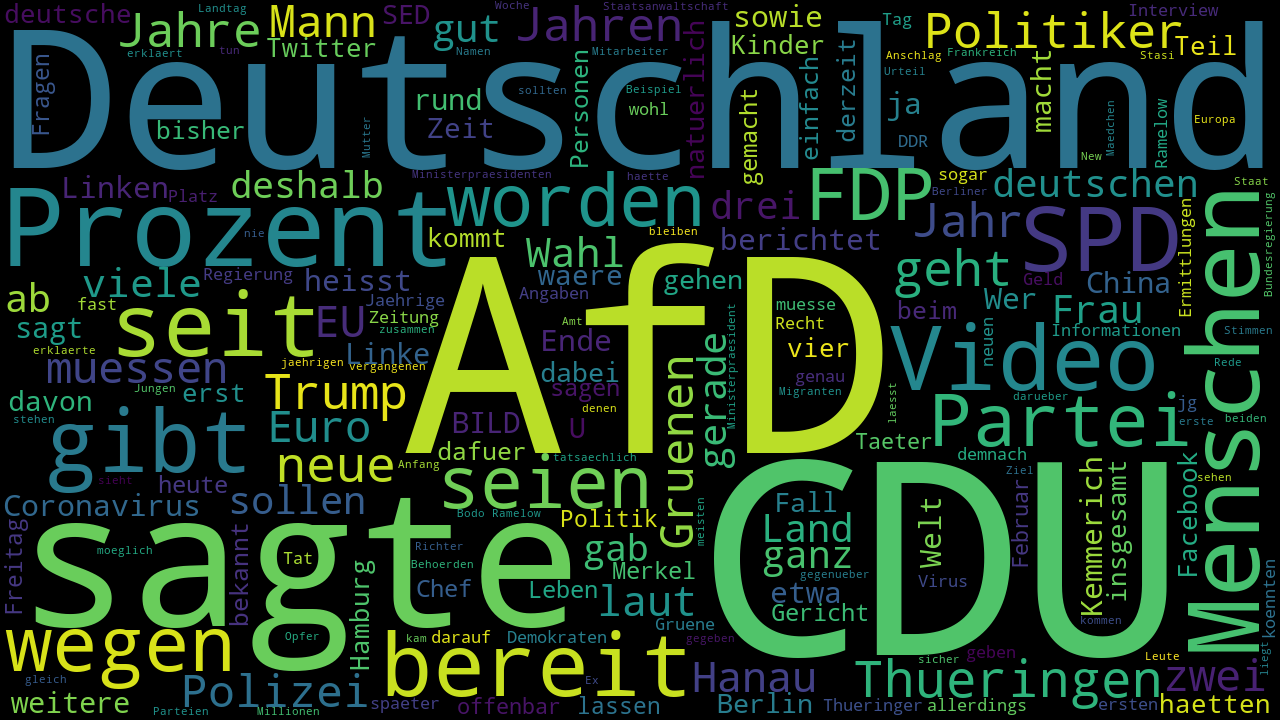 deutsche
Jahre
Mann
SED
gut
Woche
Landtag
Jahren
Staatsanwaltschaft
sowie
Tag
Politiker
Interview
Teil
erklaert
tun
Twitter
Namen
Mitarbeiter
natuerlich
Kinder
derzeit
Anschlag
Frankreich
Stasi
Deutschland
Fragen
bisher
Mutter
rund
Zeit
sollten
Personen
Beispiel
wohl
gemacht
einfach
Urteil
ja
DDR
macht
New
Maedchen
Ramelow
Europa
Linken
Platz
deshalb
Ministerpraesidenten
haette
worden
drei
FDP
sogar
Berliner
deutschen
Staat
Prozent
nie
kommt
bleiben
Wahl
berichtet
Jahr
SPD
Ermittlungen
Bundesregierung
Menschen
viele
Regierung
heisst
waere
Angaben
gehen
geht
Geld
China
ab
fast
seit
EU
Jaehrige
Zeitung
zusammen
AfD
muesse
Recht
vier
beim
Wer
neuen
Frau
Informationen
Stimmen
sagt
erklaerte
muessen
jaehrigen
vergangenen
Linke
Amt
Ende
dabei
sagen
gerade
Ministerpraesident
genau
Migranten
Video
Rede
davon
Jungen
erst
Trump
BILD
U
denen
laesst
Partei
darueber
jg
erste
beiden
stehen
gibt
Euro
dafuer
tatsaechlich
Gruenen
Taeter
demnach
sieht
neue
Anfang
seien
CDU
Ziel
sehen
Coronavirus
heute
sollen
Bodo Ramelow
Politik
meisten
Fall
Land
ganz
Welt
Februar
Kemmerich
insgesamt
Facebook
Freitag
moeglich
bekannt
sagte
Tat
Hamburg
Richter
Behoerden
Chef
gab
Merkel
Leben
laut
gegenueber
etwa
Gericht
Virus
kommen
koennten
wegen
Opfer
kam
darauf
Demokraten
Gruene
gegeben
sicher
geben
Leute
liegt
gleich
bereit
Ex
Hanau
Thueringen
zwei
weitere
Parteien
Polizei
Millionen
spaeter
offenbar
lassen
Berlin
Thueringer
allerdings
ersten
haetten